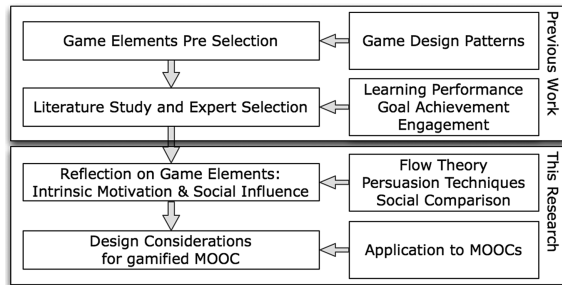 Game Elements Pre Selection
Game Design Patterns
Literature Study and Expert Selection
Learning Performance
Goal Achievement
Engagement
Previous Work
Reflection on Game Elements:
Intrinsic Motivation & Social Influence
Flow Theory
Persuasion Techniques
Social Comparison
Design Considerations
for gamified MOOC
Application to MOOCs
This Research